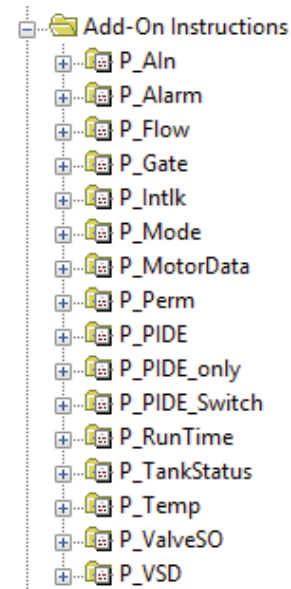 Add-On Instructions
P_AIn
P_Alarm
P_Flow
P_Gate
P_Intlk
P_Mode
P_MotorData
P_Perm
P_PIDE
P_PIDE_only
P_PIDE_Switch
P_RunTime
P_TankStatus
P_Temp
P_ValveSO
P_VSD